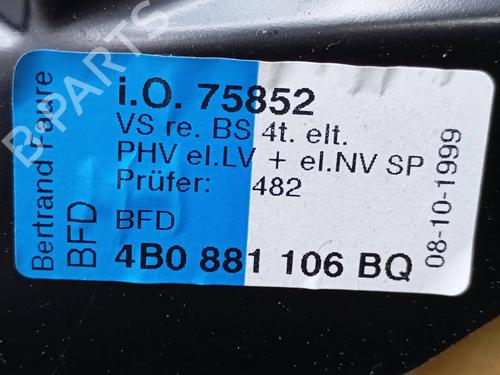 Bertrand Faure
BFD
i.O. 75852
VS re. BS 4t. elt.
PHV el.LV + el.NV SP
Prüfer: 482
BFD
4B0 881 106 BQ
08-10-1999
B-PARTS